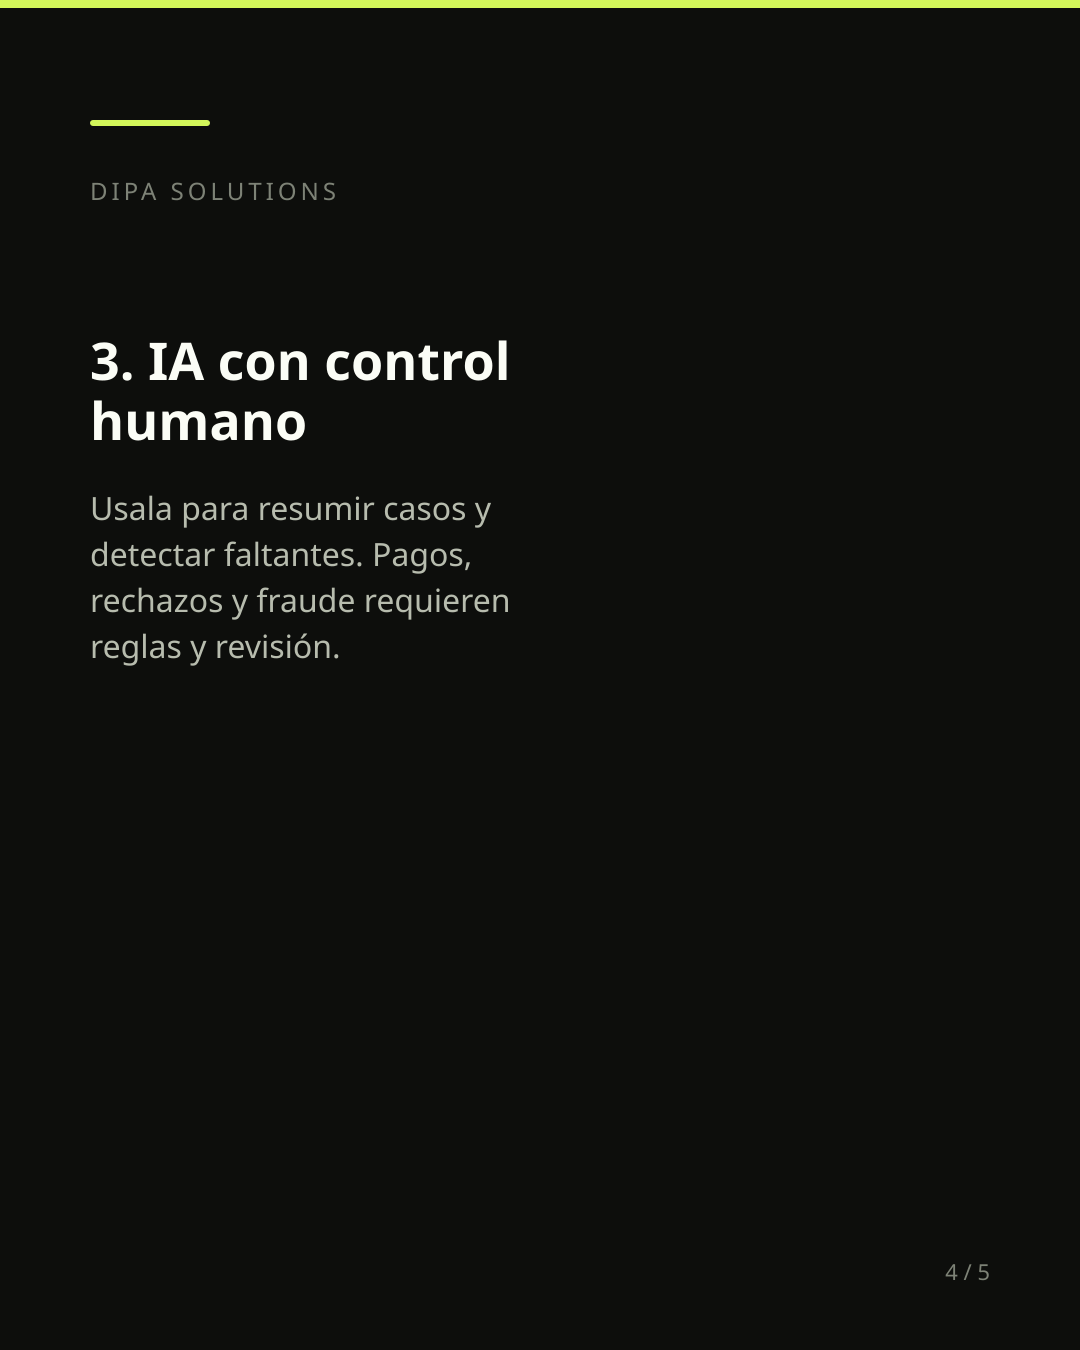 DIPA SOLUTIONS
3. IA con control
humano
Usala para resumir casos y
detectar faltantes. Pagos,
rechazos y fraude requieren
reglas y revisión.
4 / 5